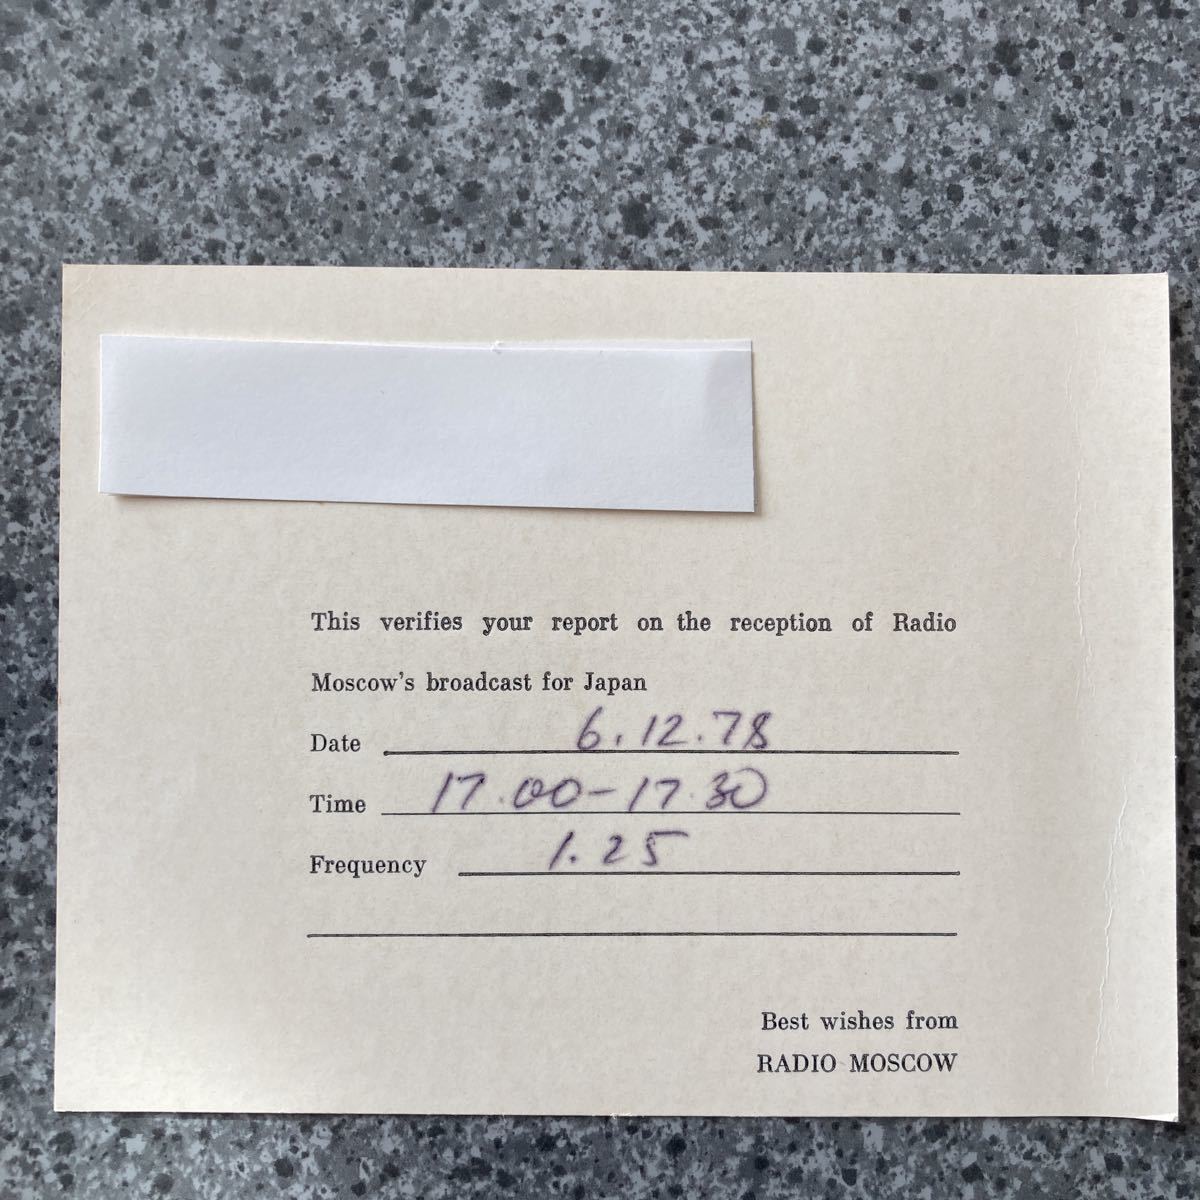 This verifies your report on the reception of Radio
Moscow's broadcast for Japan
Date 6.12.78
Time 17.00-17.30
Frequency 1.25
Best wishes from
RADIO MOSCOW